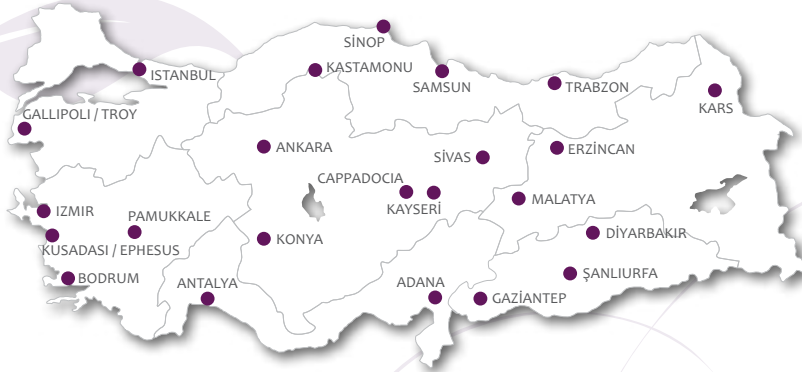 SİNOP
KASTAMONU
ISTANBUL
SAMSUN
TRABZON
KARS
GALLIPOLI / TROY
ANKARA
SİVAS
ERZİNCAN
CAPPADOCIA
KAYSERİ
MALATYA
IZMIR
PAMUKKALE
KUSADASI / EPHESUS
KONYA
DİYARBAKIR
BODRUM
ANTALYA
ADANA
ŞANLIURFA
GAZİANTEP